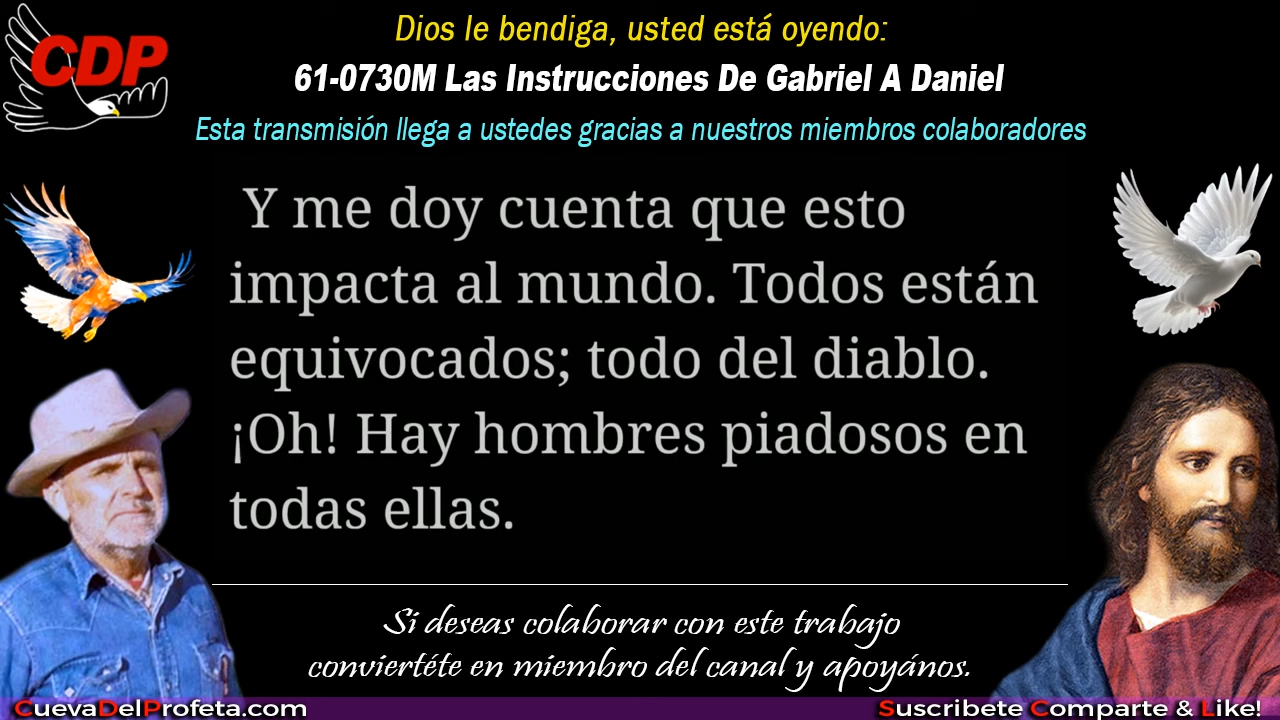 CDP
Dios le bendiga, usted está oyendo:
61-0730M Las Instrucciones De Gabriel A Daniel
Esta transmisión llega a ustedes gracias a nuestros miembros colaboradores
Y me doy cuenta que esto
impacta al mundo. Todos están
equivocados; todo del diablo.
¡Oh! Hay hombres piadosos en
todas ellas.
Si deseas colaborar con este trabajo
conviertéte en miembro del canal y apoyános.
CuevaDelProfeta.com
Suscribete Comparte & Like!